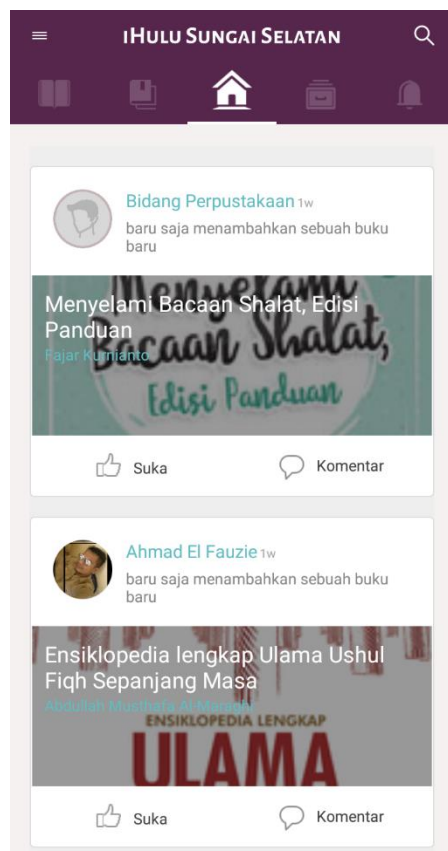 iHulu Sungai Selatan
Bidang Perpustakaan 1w
baru saja menambahkan sebuah buku
baru
Menyelami
Bacaan Shalat,
Edisi Panduan
Menyelami Bacaan Shalat, Edisi
Panduan
Fajar Kurnianto
Suka
Komentar
Ahmad El Fauzie 1w
baru saja menambahkan sebuah buku
baru
Ensiklopedia lengkap Ulama Ushul
Fiqh Sepanjang Masa
Abdullah Musthafa Al-Maragai
ENSIKLOPEDIA LENGKAP
ULAMA
Suka
Komentar